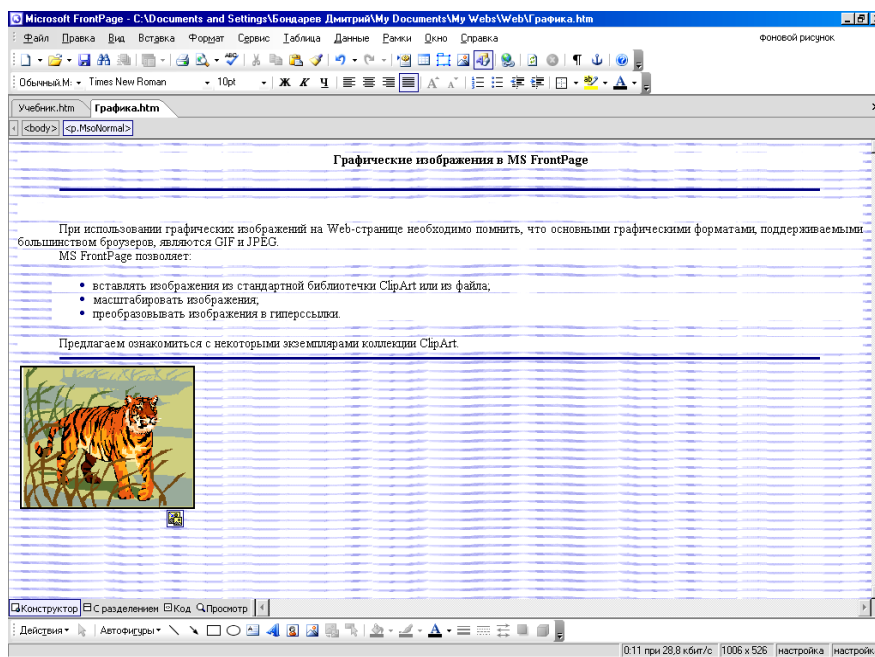 Microsoft FrontPage - C:\Documents and Settings\Бондарев Дмитрий\My Documents\My Webs\Web\Графика.htm
Файл Правка Вид Вставка Формат Сервис Таблица Данные Рамки Окно Справка фоновой рисунок
Обычный,М: Times New Roman 10pt Ж К Ч
Учебник.htm Графика.htm
<body> <p.MsoNormal>
Графические изображения в MS FrontPage
При использовании графических изображений на Web-странице необходимо помнить, что основными графическими форматами, поддерживаемыми
большинством броузеров, являются GIF и JPEG.
MS FrontPage позволяет:
• вставлять изображения из стандартной библиотечки ClipArt или из файла;
• масштабировать изображения;
• преобразовывать изображения в гиперссылки.
Предлагаем ознакомиться с некоторыми экземплярами коллекции ClipArt.
Конструктор С разделением Код Просмотр
Действия Автофигуры
0:11 при 28,8 кбит/с 1006 x 526 настройка настройк